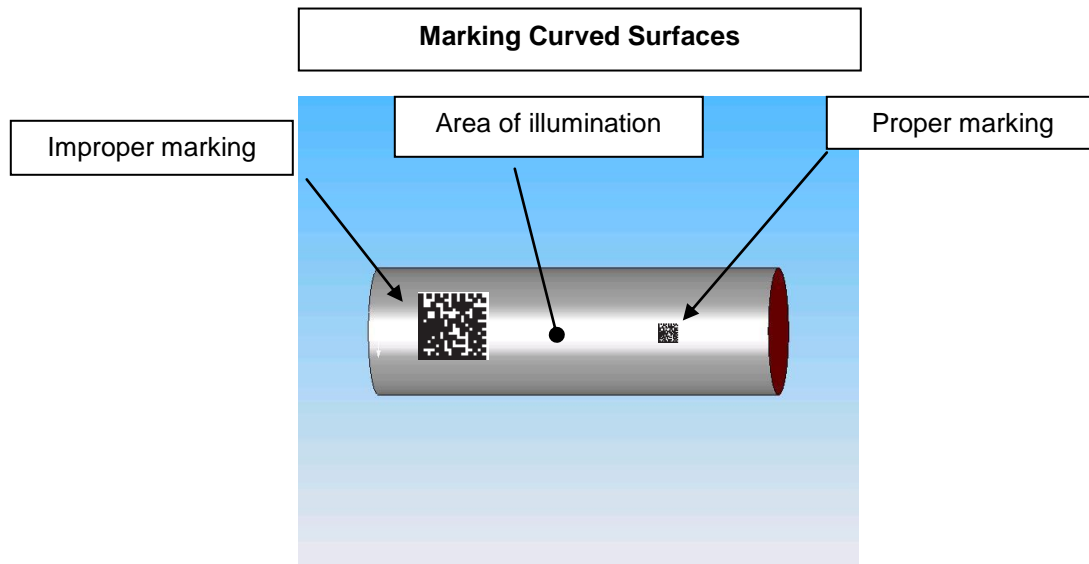 Marking Curved Surfaces
Improper marking
Area of illumination
Proper marking